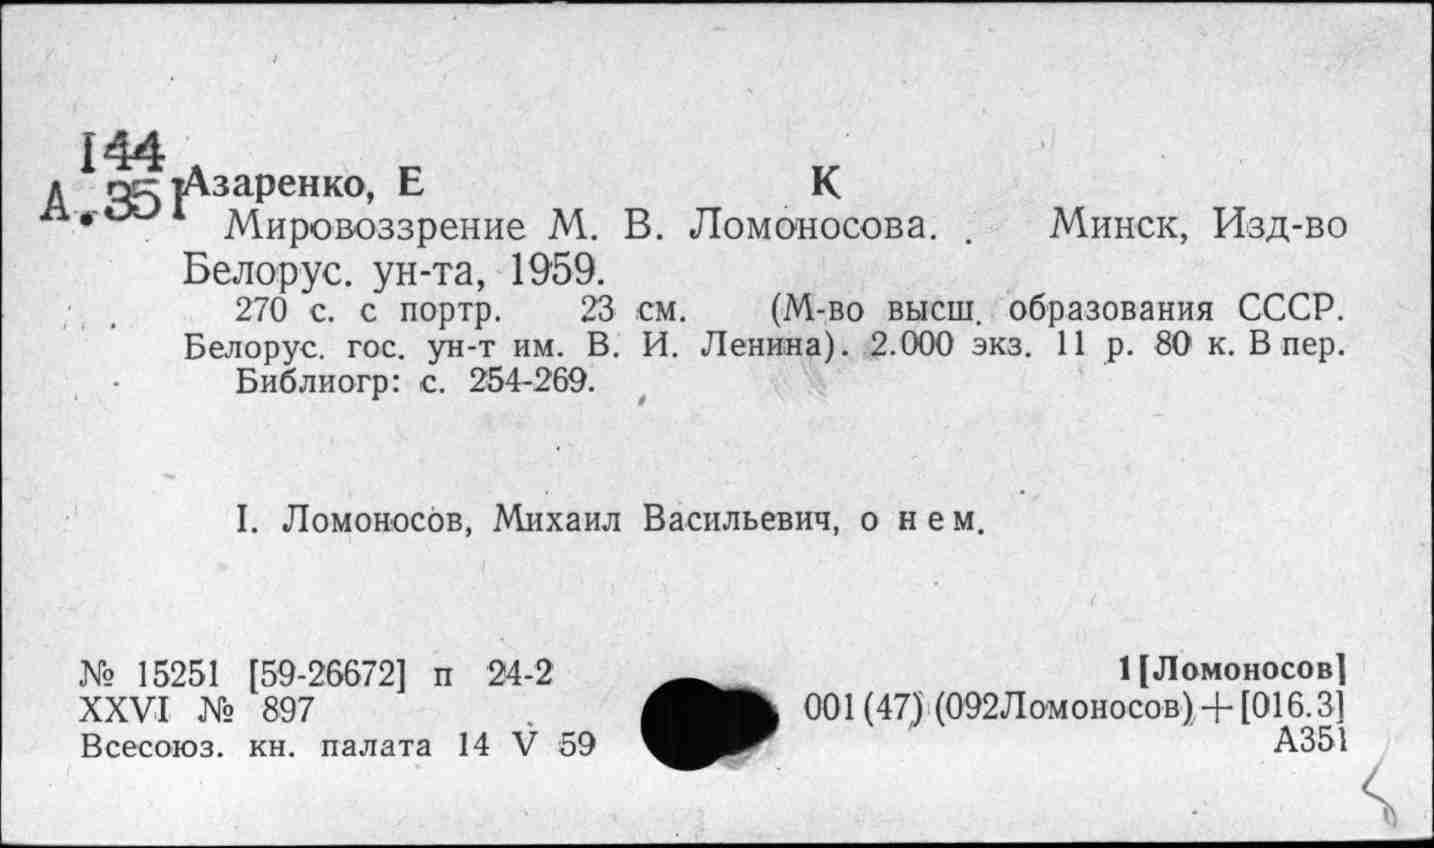 144
А.351
Азаренко, Е К
Мировоззрение М. В. Ломоносова. . Минск, Изд-во
Белорус. ун-та, 1959.
270 с. с портр. 23 см. (М-во высш. образования СССР.
Белорус. гос. ун-т им. В. И. Ленина). 2.000 экз. 11 р. 80 к. В пер.
Библиогр: с. 254-269.
I. Ломоносов, Михаил Васильевич, о н е м.
№ 15251 [59-26672] п 24-2
XXVI № 897
Всесоюз. кн. палата 14 V 59
1 [Ломоносов]
001 (47) (092Ломоносов) + [016.3]
А351